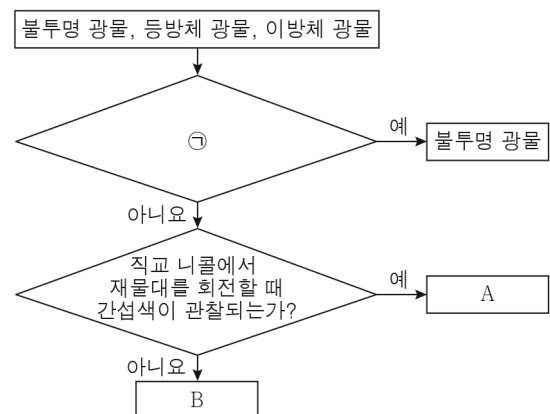 불투명 광물, 등방체 광물, 이방체 광물
㉠
예
불투명 광물
아니요
직교 니콜에서
재물대를 회전할 때
간섭색이 관찰되는가?
예
A
아니요
B